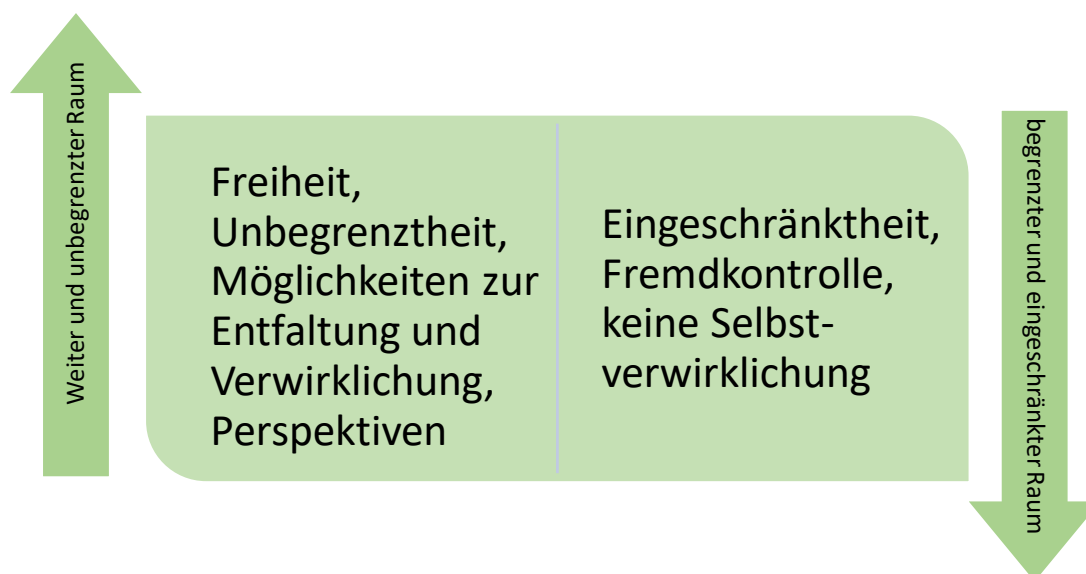 Weiter und unbegrenzter Raum
Freiheit,
Unbegrenztheit,
Möglichkeiten zur
Entfaltung und
Verwirklichung,
Perspektiven
Eingeschränktheit,
Fremdkontrolle,
keine Selbst-
verwirklichung
begrenzter und eingeschränkter Raum